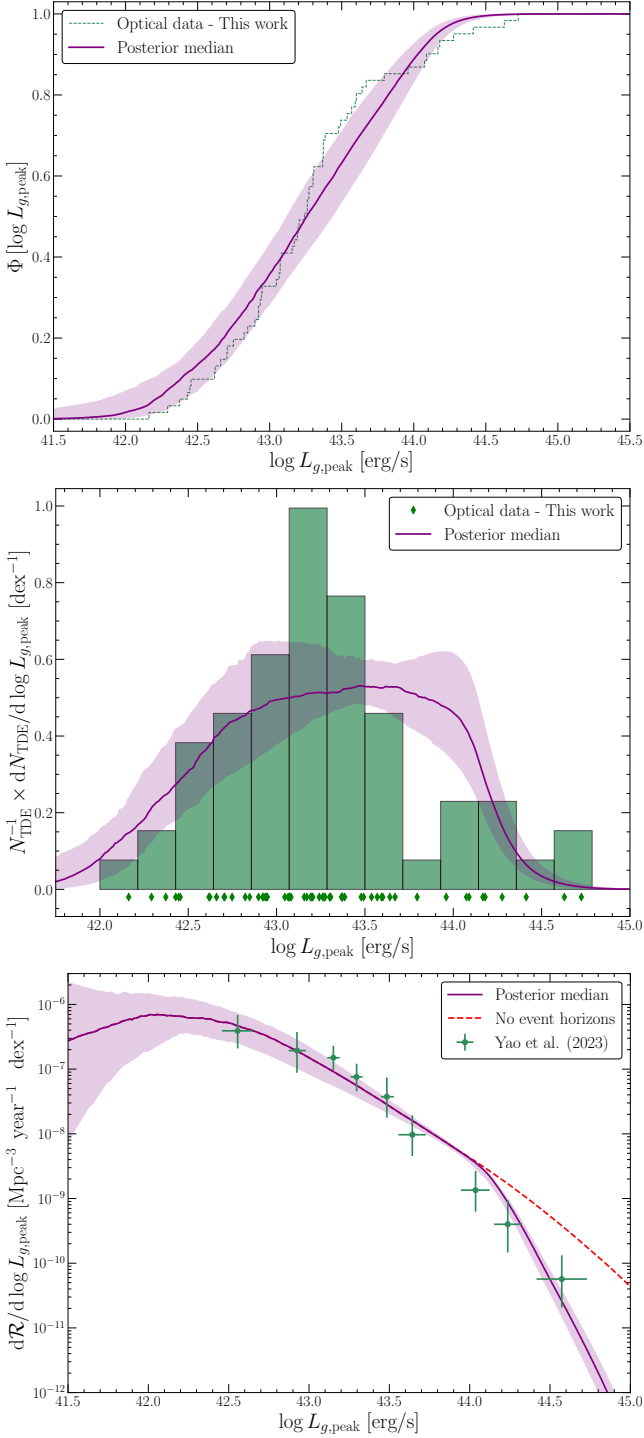 Optical data - This work
Posterior median
1.0
0.8
0.6
0.4
0.2
0.0
Φ [log L_{g,peak}]
41.5 42.0 42.5 43.0 43.5 44.0 44.5 45.0 45.5
log L_{g,peak} [erg/s]
Optical data - This work
Posterior median
1.0
0.8
0.6
0.4
0.2
0.0
N_{TDE}^{-1} × dN_{TDE}/d log L_{g,peak} [dex^{-1}]
42.0 42.5 43.0 43.5 44.0 44.5 45.0
log L_{g,peak} [erg/s]
Posterior median
No event horizons
Yao et al. (2023)
10^{-6}
10^{-7}
10^{-8}
10^{-9}
10^{-10}
10^{-11}
10^{-12}
dℛ/d log L_{g,peak} [Mpc^{-3} year^{-1} dex^{-1}]
41.5 42.0 42.5 43.0 43.5 44.0 44.5 45.0
log L_{g,peak} [erg/s]